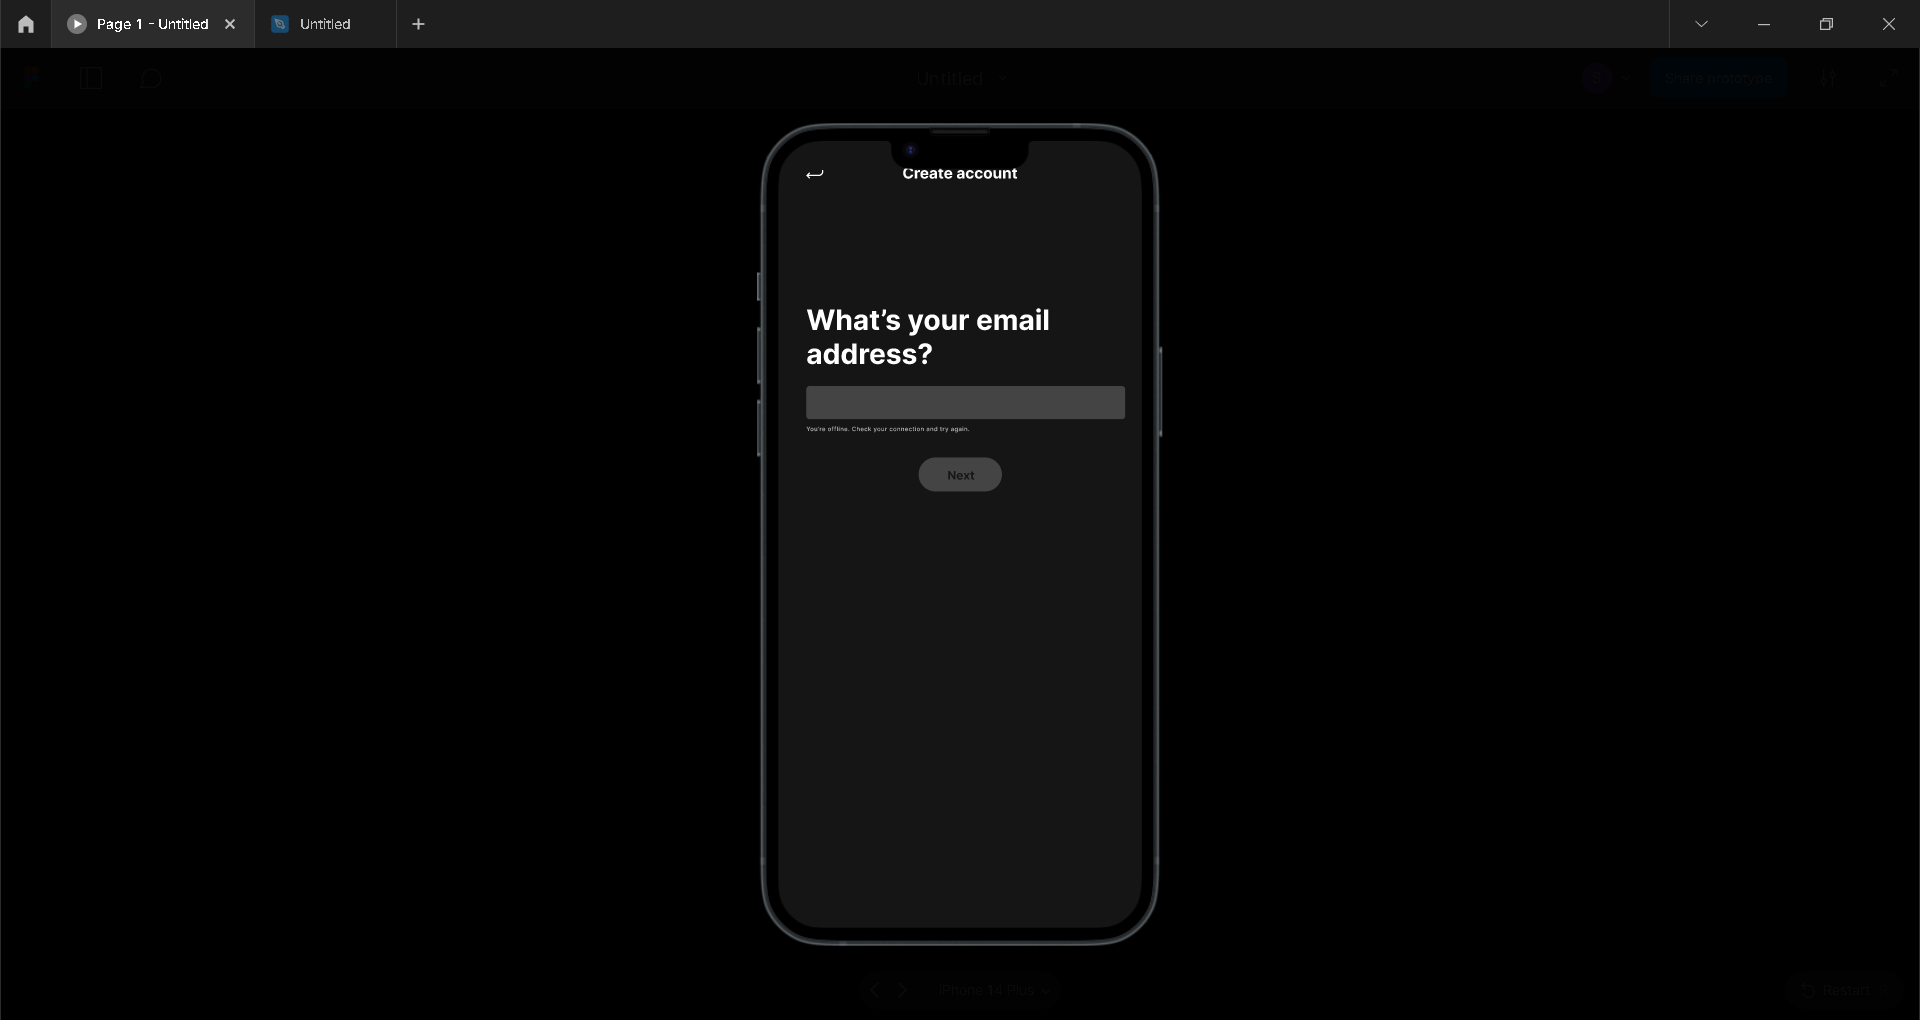 Page 1 - Untitled
Untitled
Untitled
S
Share prototype
Create account
What's your email
address?
You're offline. Check your connection and try again.
Next
iPhone 14 Plus
Restart